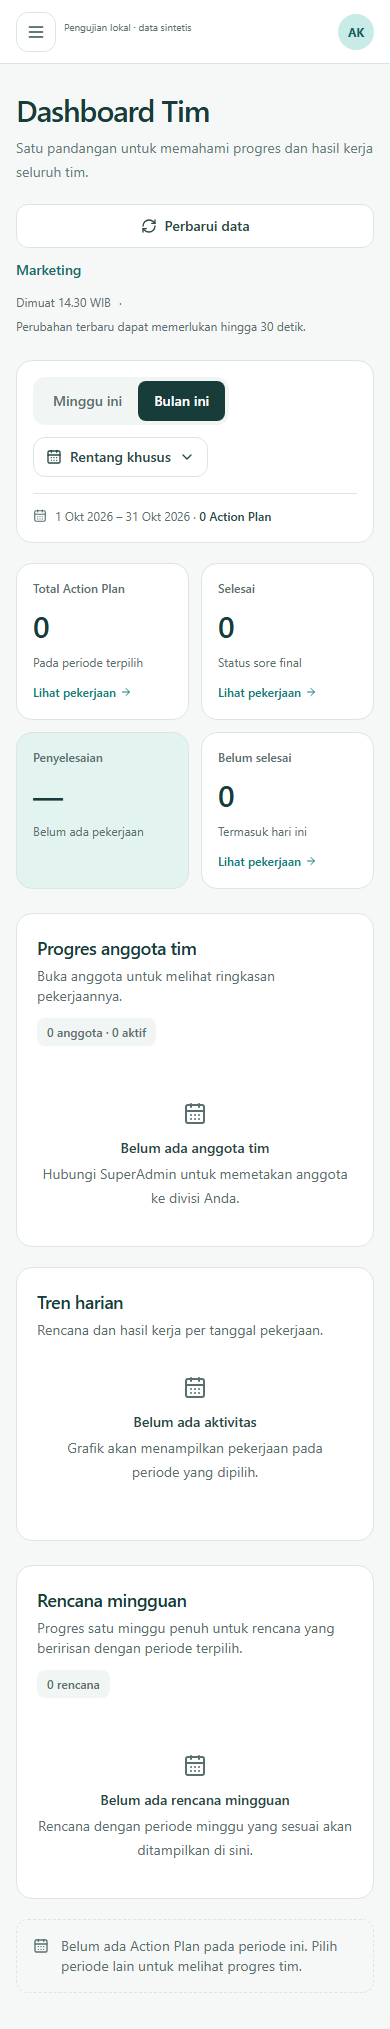 Pengujian lokal · data sintetis
AK
Dashboard Tim
Satu pandangan untuk memahami progres dan hasil kerja
seluruh tim.
Perbarui data
Marketing
Dimuat 14.30 WIB ·
Perubahan terbaru dapat memerlukan hingga 30 detik.
Minggu ini
Bulan ini
Rentang khusus
1 Okt 2026 – 31 Okt 2026 · 0 Action Plan
Total Action Plan
0
Pada periode terpilih
Lihat pekerjaan →
Selesai
0
Status sore final
Lihat pekerjaan →
Penyelesaian
—
Belum ada pekerjaan
Belum selesai
0
Termasuk hari ini
Lihat pekerjaan →
Progres anggota tim
Buka anggota untuk melihat ringkasan
pekerjaannya.
0 anggota · 0 aktif
Belum ada anggota tim
Hubungi SuperAdmin untuk memetakan anggota
ke divisi Anda.
Tren harian
Rencana dan hasil kerja per tanggal pekerjaan.
Belum ada aktivitas
Grafik akan menampilkan pekerjaan pada
periode yang dipilih.
Rencana mingguan
Progres satu minggu penuh untuk rencana yang
beririsan dengan periode terpilih.
0 rencana
Belum ada rencana mingguan
Rencana dengan periode minggu yang sesuai akan
ditampilkan di sini.
Belum ada Action Plan pada periode ini. Pilih
periode lain untuk melihat progres tim.